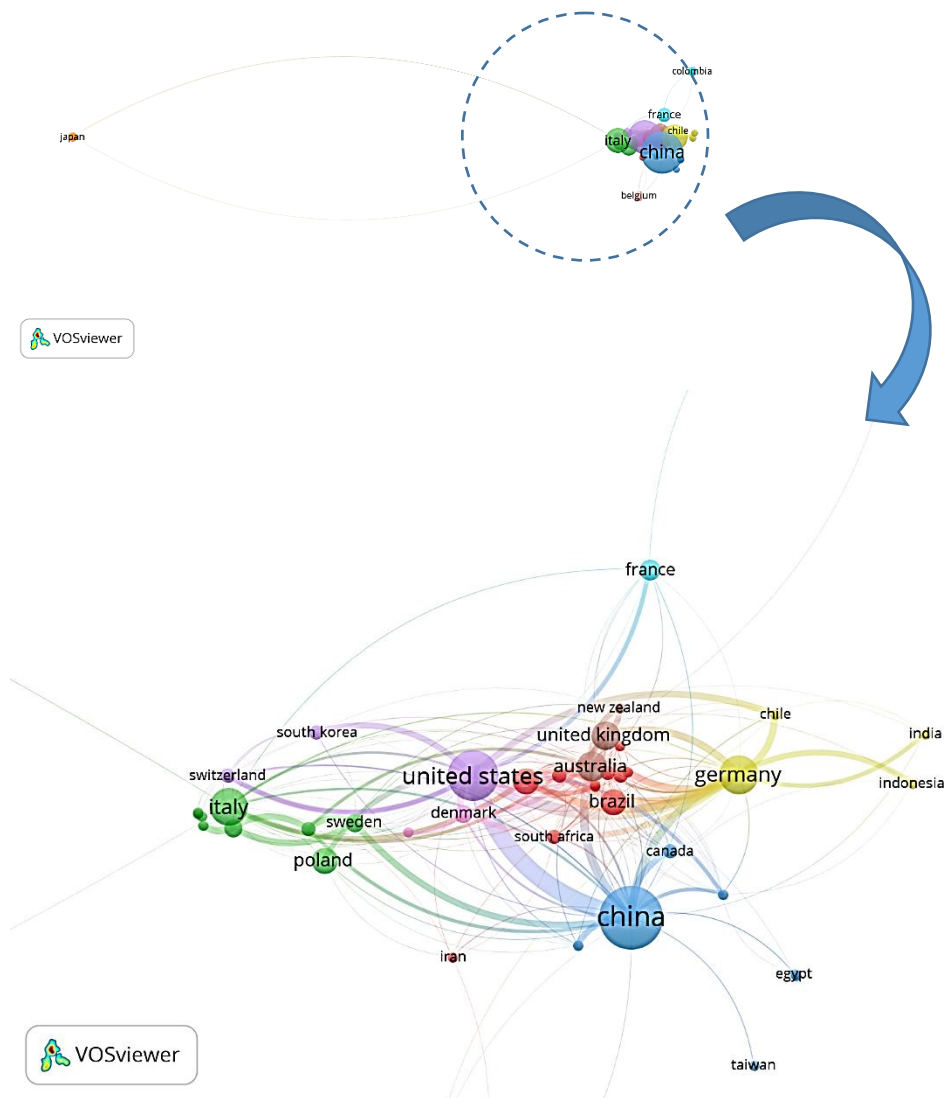 colombia
france
japan
italy
chile
china
belgium
VOSviewer
france
new zealand
chile
south korea
united kingdom
india
switzerland
united states
australia
germany
indonesia
italy
brazil
denmark
sweden
south africa
poland
canada
china
iran
egypt
VOSviewer
taiwan